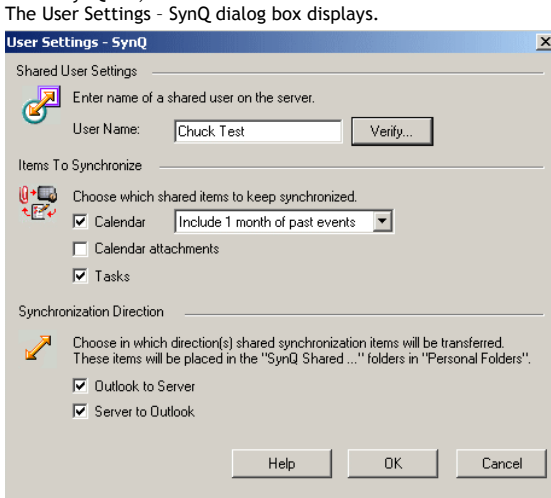 The User Settings – SynQ dialog box displays.
User Settings - SynQ
Shared User Settings
Enter name of a shared user on the server.
User Name: Chuck Test Verify...
Items To Synchronize
Choose which shared items to keep synchronized.
Calendar Include 1 month of past events
Calendar attachments
Tasks
Synchronization Direction
Choose in which direction(s) shared synchronization items will be transferred.
These items will be placed in the "SynQ Shared ..." folders in "Personal Folders".
Outlook to Server
Server to Outlook
Help OK Cancel